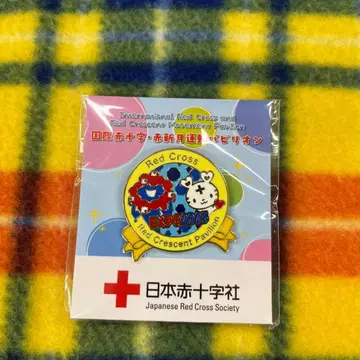 International Red Cross and
Red Crescent Movement Pavilion
国際赤十字・赤新月運動パビリオン
Red Cross
Red Crescent Pavilion
日本赤十字社
Japanese Red Cross Society